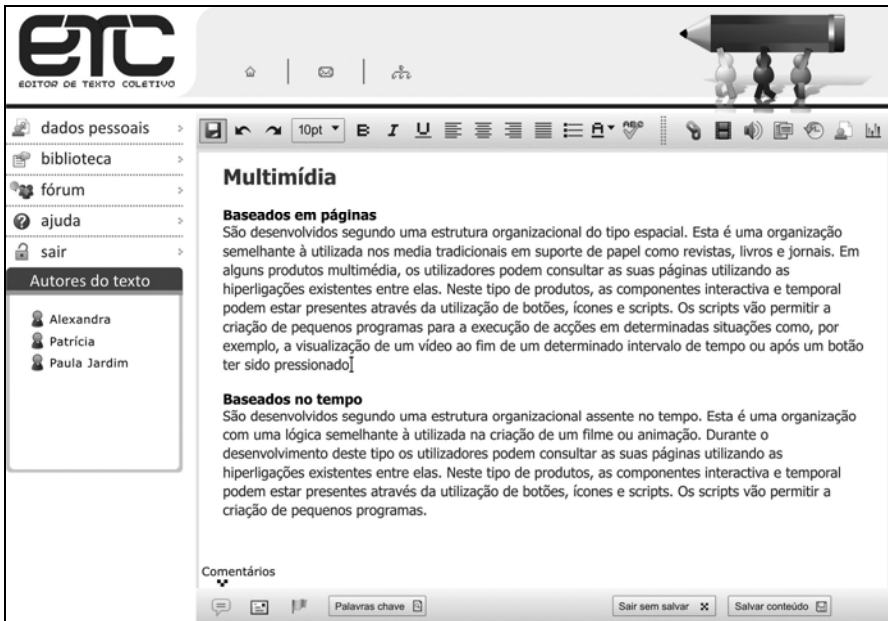 ETC
EDITOR DE TEXTO COLETIVO
dados pessoais
biblioteca
fórum
ajuda
sair
Autores do texto
Alexandra
Patrícia
Paula Jardim
10pt B I U A ABC
Multimídia
Baseados em páginas
São desenvolvidos segundo uma estrutura organizacional do tipo espacial. Esta é uma organização
semelhante à utilizada nos media tradicionais em suporte de papel como revistas, livros e jornais. Em
alguns produtos multimédia, os utilizadores podem consultar as suas páginas utilizando as
hiperligações existentes entre elas. Neste tipo de produtos, as componentes interactiva e temporal
podem estar presentes através da utilização de botões, ícones e scripts. Os scripts vão permitir a
criação de pequenos programas para a execução de acções em determinadas situações como, por
exemplo, a visualização de um vídeo ao fim de um determinado intervalo de tempo ou após um botão
ter sido pressionado
Baseados no tempo
São desenvolvidos segundo uma estrutura organizacional assente no tempo. Esta é uma organização
com uma lógica semelhante à utilizada na criação de um filme ou animação. Durante o
desenvolvimento deste tipo os utilizadores podem consultar as suas páginas utilizando as
hiperligações existentes entre elas. Neste tipo de produtos, as componentes interactiva e temporal
podem estar presentes através da utilização de botões, ícones e scripts. Os scripts vão permitir a
criação de pequenos programas.
Comentários
Palavras chave
Sair sem salvar X
Salvar conteúdo